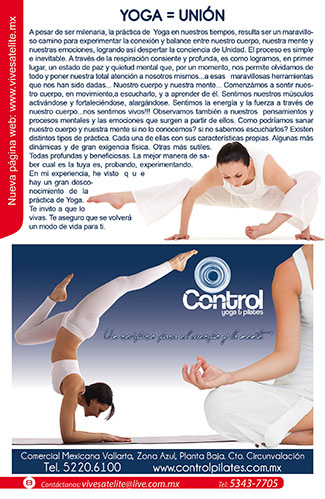 YOGA = UNIÓN
A pesar de ser milenaria, la práctica de Yoga en nuestros tiempos, resulta ser un maravillo-
so camino para experimentar la conexión y balance entre nuestro cuerpo, nuestra mente y
nuestras emociones, logrando así despertar la conciencia de Unidad. El proceso es simple
e inevitable. A través de la respiración consiente y profunda, es como logramos, en primer
lugar, un estado de paz y quietud mental que, por un momento, nos permite olvidarnos de
todo y poner nuestra total atención a nosotros mismos...a esas maravillosas herramientas
que nos han sido dadas... Nuestro cuerpo y nuestra mente... Comenzamos a sentir nues-
tro cuerpo, en movimiento,a escucharlo, y a aprender de él. Sentimos nuestros músculos
activándose y fortaleciéndose, alargándose. Sentimos la energía y la fuerza a través de
nuestro cuerpo...nos sentimos vivos!!! Observamos también a nuestros pensamientos y
procesos mentales y las emociones que surgen a partir de ellos. Como podríamos sanar
nuestro cuerpo y nuestra mente si no lo conocemos? si no sabemos escucharlos? Existen
distintos tipos de práctica. Cada una de ellas con sus características propias. Algunas más
dinámicas y de gran exigencia física. Otras más sutiles.
Todas profundas y beneficiosas. La mejor manera de sa-
ber cual es la tuya es, probando, experimentando.
En mi experiencia, he visto q u e
hay un gran desco-
nocimiento de la
práctica de Yoga.
Te invito a que lo
vivas. Te aseguro que se volverá
un modo de vida para ti.
Nueva página web: www.vivesatelite.mx
Control
yoga & pilates
Un respiro para el cuerpo y la mente
Comercial Mexicana Vallarta, Zona Azul, Planta Baja. Cto. Circunvalación
Tel. 5220.6100 www.controlpilates.com.mx
8 Contáctanos: vivesatelite@live.com.mx Tel: 5343-7705